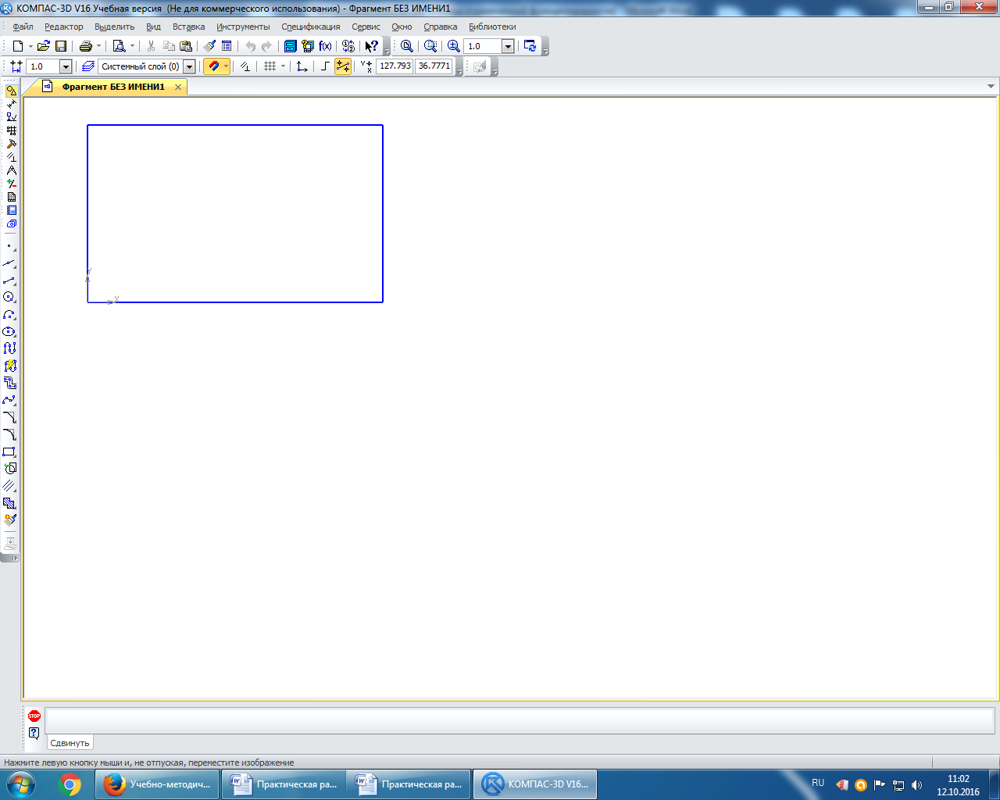 КОМПАС-3D V16 Учебная версия (Не для коммерческого использования) - Фрагмент БЕЗ ИМЕНИ1
Файл Редактор Выделить Вид Вставка Инструменты Спецификация Сервис Окно Справка Библиотеки
f(x) 1.0
1.0 Системный слой (0) 127.793 36.7771
Фрагмент БЕЗ ИМЕНИ1
Y
X
STOP
Сдвинуть
Нажмите левую кнопку мыши и, не отпуская, переместите изображение
Учебно-методич... Практическая ра... Практическая ра... КОМПАС-3D V16... RU 11:02
12.10.2016